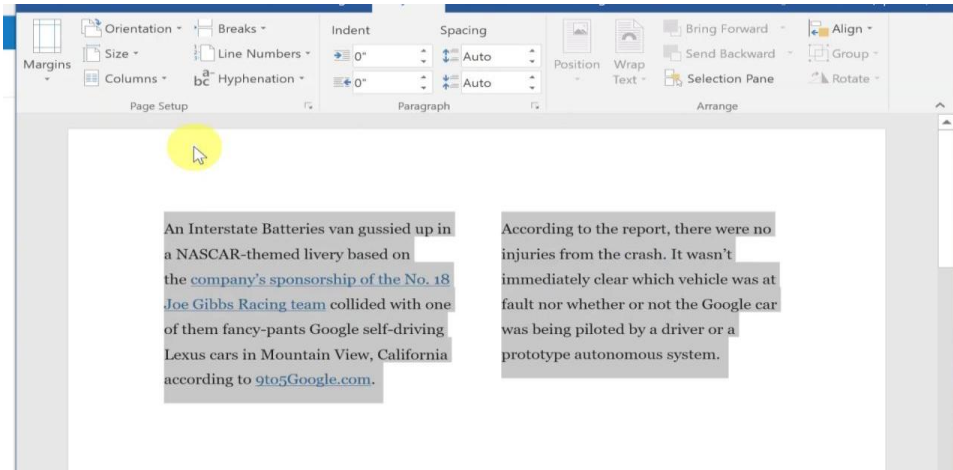 Orientation Breaks Indent Spacing Bring Forward Align
Size Line Numbers 0" Auto Send Backward Group
Margins Position Wrap
Columns bc Hyphenation 0" Auto Text Selection Pane Rotate
Page Setup Paragraph Arrange
An Interstate Batteries van gussied up in
a NASCAR-themed livery based on
the company's sponsorship of the No. 18
Joe Gibbs Racing team collided with one
of them fancy-pants Google self-driving
Lexus cars in Mountain View, California
according to 9to5Google.com.
According to the report, there were no
injuries from the crash. It wasn't
immediately clear which vehicle was at
fault nor whether or not the Google car
was being piloted by a driver or a
prototype autonomous system.